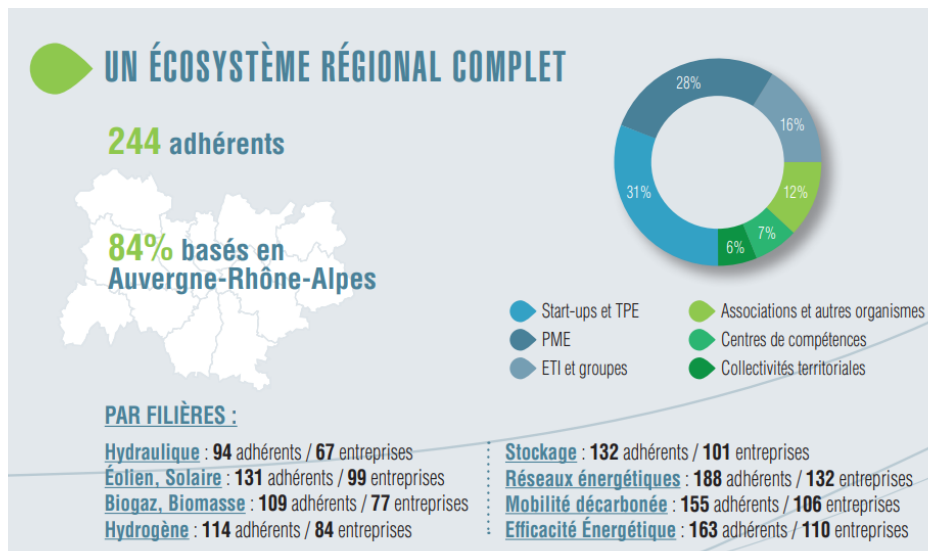 UN ÉCOSYSTÈME RÉGIONAL COMPLET
244 adhérents
84% basés en
Auvergne-Rhône-Alpes
28%
16%
31%
12%
7%
6%
Start-ups et TPE
PME
ETI et groupes
Associations et autres organismes
Centres de compétences
Collectivités territoriales
PAR FILIÈRES :
Hydraulique : 94 adhérents / 67 entreprises
Éolien, Solaire : 131 adhérents / 99 entreprises
Biogaz, Biomasse : 109 adhérents / 77 entreprises
Hydrogène : 114 adhérents / 84 entreprises
Stockage : 132 adhérents / 101 entreprises
Réseaux énergétiques : 188 adhérents / 132 entreprises
Mobilité décarbonée : 155 adhérents / 106 entreprises
Efficacité Énergétique : 163 adhérents / 110 entreprises